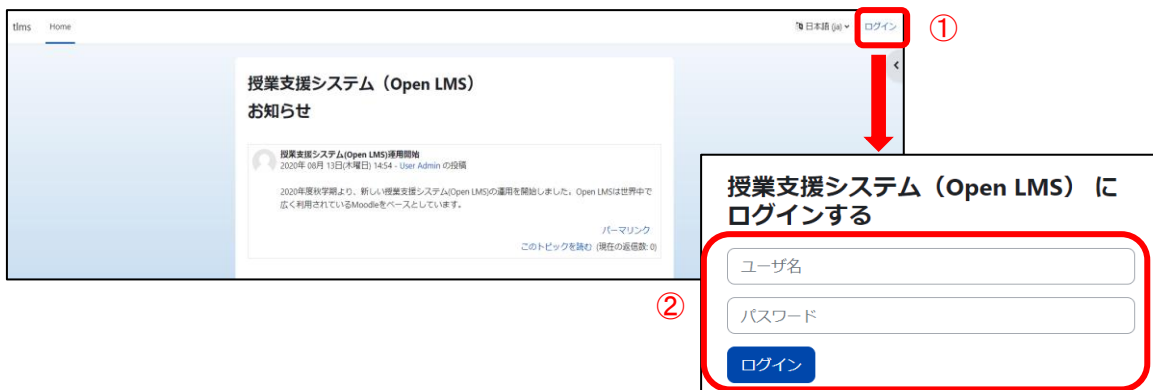 tlms Home 日本語 (ja) ログイン ①
授業支援システム（Open LMS）
お知らせ
授業支援システム(Open LMS)運用開始
2020年 08月 13日(木曜日) 14:54 - User Admin の投稿
2020年度秋学期より、新しい授業支援システム(Open LMS)の運用を開始しました。Open LMSは世界中で
広く利用されているMoodleをベースとしています。
パーマリンク
このトピックを読む (現在の返信数: 0)
授業支援システム（Open LMS） に
ログインする
②
ユーザ名
パスワード
ログイン